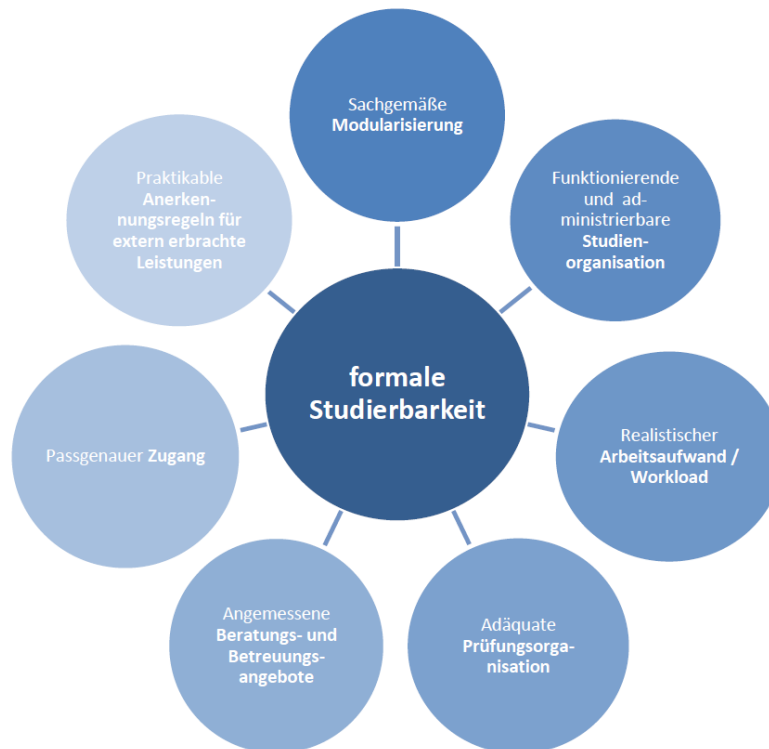 Sachgemäße
Modularisierung
Funktionierende
und ad-
ministrierbare
Studien-
organisation
Realistischer
Arbeitsaufwand /
Workload
Adäquate
Prüfungsorga-
nisation
Angemessene
Beratungs- und
Betreuungs-
angebote
Passgenauer Zugang
Praktikable
Anerken-
nungsregeln für
extern erbrachte
Leistungen
formale
Studierbarkeit